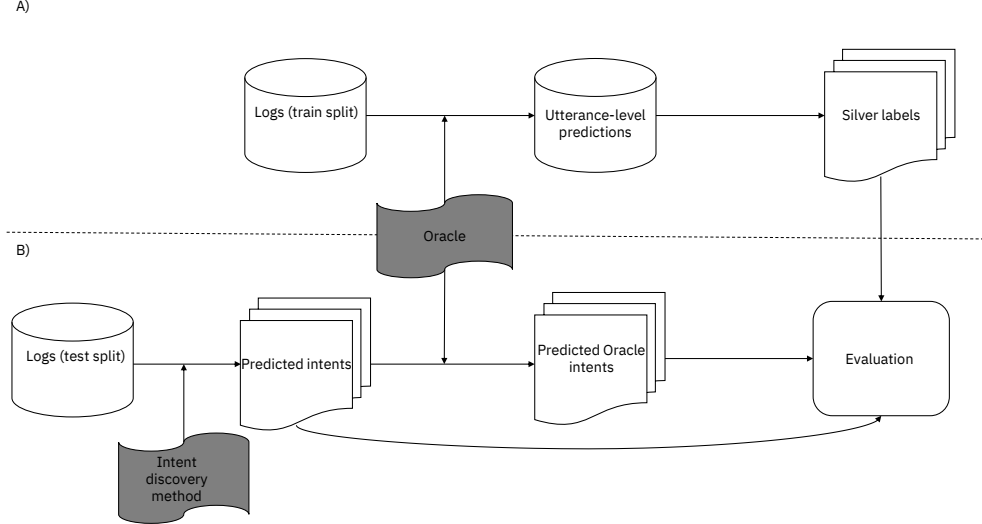 A)
Logs (train split)
Utterance-level
predictions
Silver labels
Oracle
B)
Logs (test split)
Predicted intents
Predicted Oracle
intents
Evaluation
Intent
discovery
method